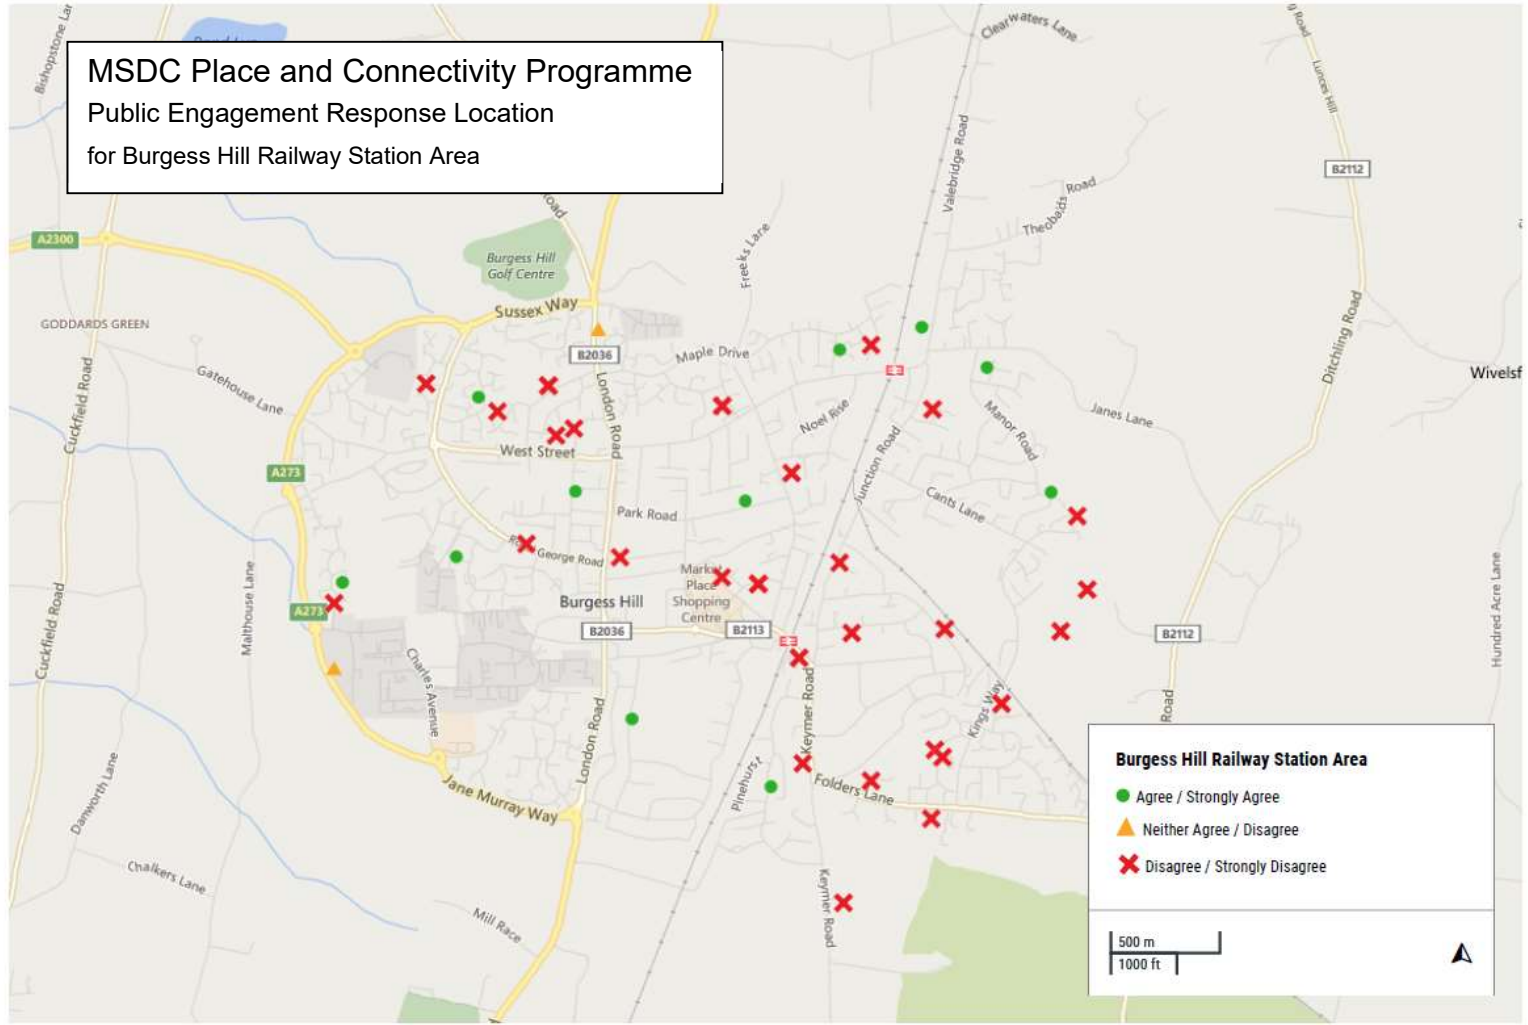 MSDC Place and Connectivity Programme
Public Engagement Response Location
for Burgess Hill Railway Station Area
Clearwaters Lane
Lunces Hill
Valebridge Road
B2112
Theobalds Road
A2300
Burgess Hill
Golf Centre
Freeks Lane
Sussex Way
GODDARDS GREEN
B2036
Maple Drive
Ditchling Road
Gatehouse Lane
Cuckfield Road
London Road
Noel Rise
Manor Road
Janes Lane
West Street
Junction Road
A273
Cants Lane
Park Road
George Road
Place
Shopping
Centre
Burgess Hill
Malthouse Lane
Hundred Acre Lane
A273
Cuckfield Road
B2036
B2113
B2112
Charles Avenue
Keymer Road
Kings Way
Road
London Road
Pinehurst
Folders Lane
Jane Murray Way
Danworth Lane
Chalkers Lane
Mill Race
Keymer Road
Burgess Hill Railway Station Area
Agree / Strongly Agree
Neither Agree / Disagree
Disagree / Strongly Disagree
500 m
1000 ft